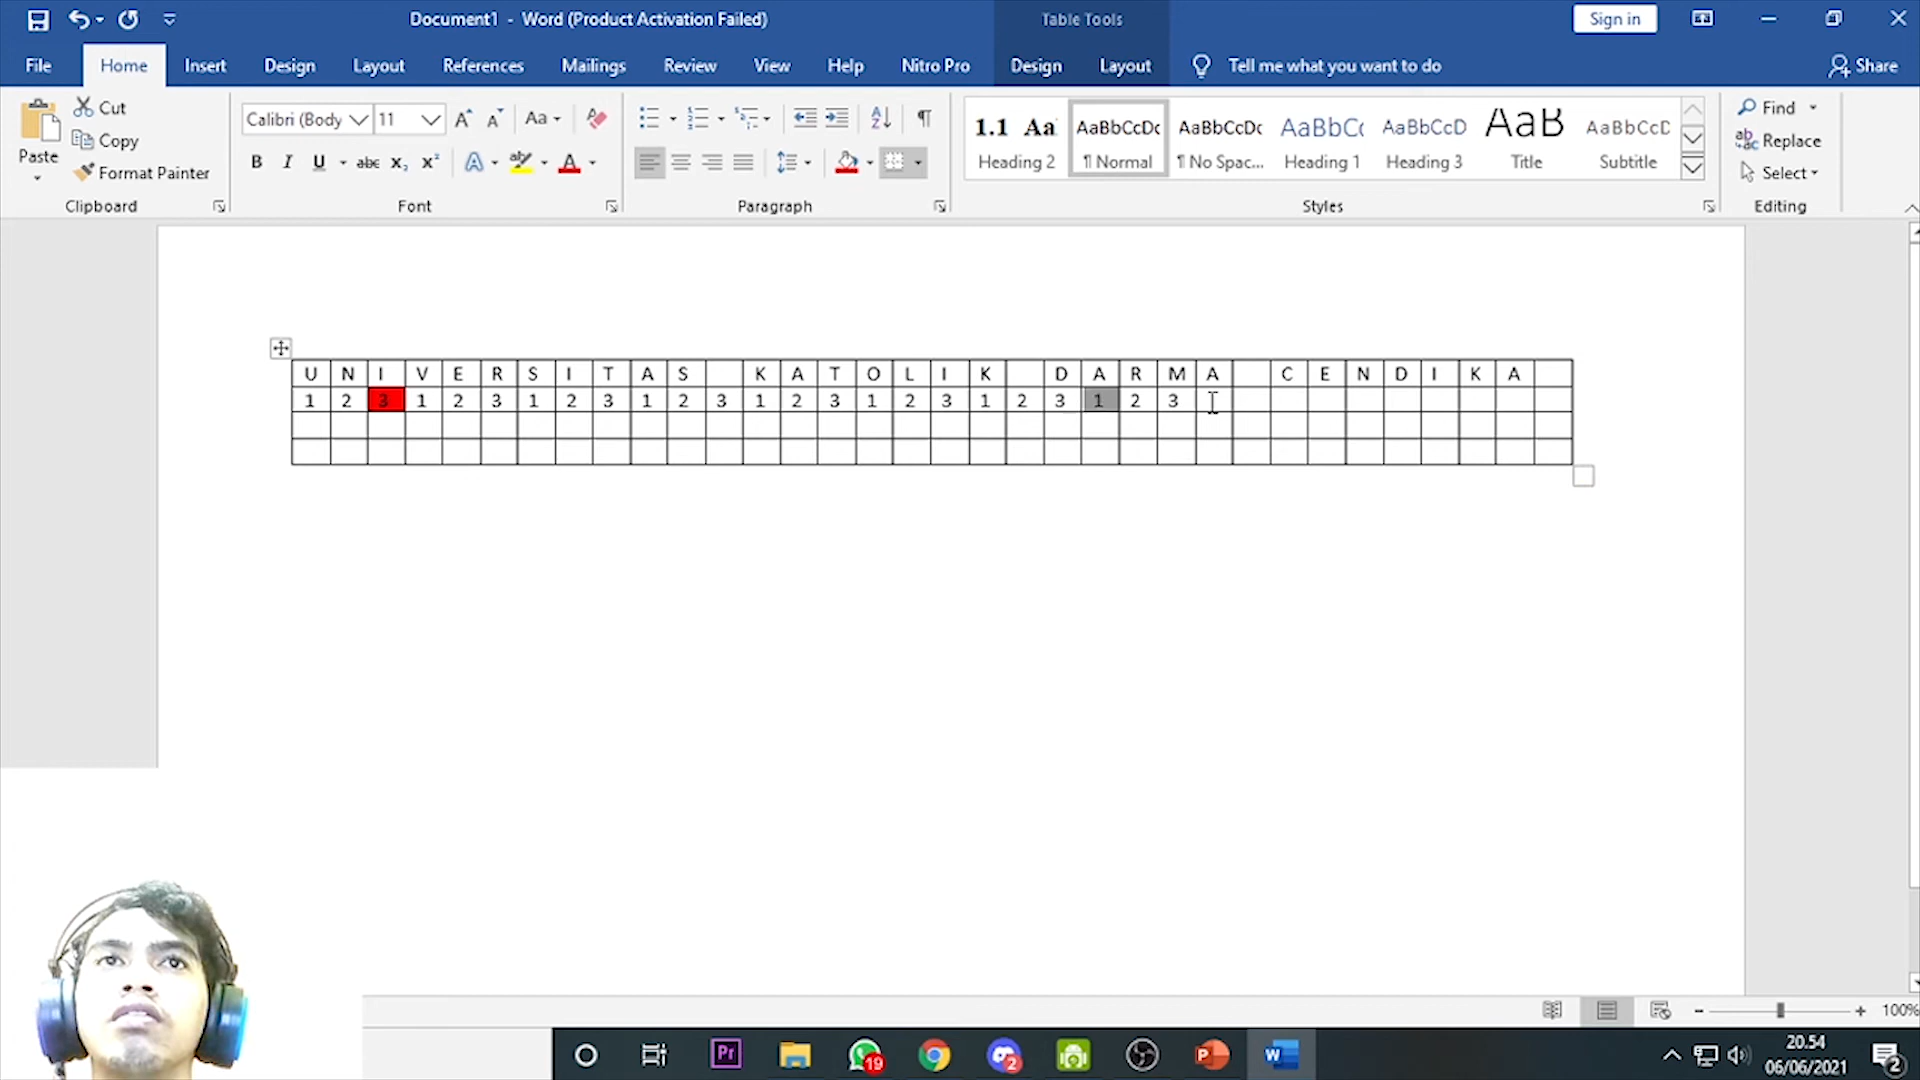 Document1 - Word (Product Activation Failed)
Table Tools
Sign in
File Home Insert Design Layout References Mailings Review View Help Nitro Pro Design Layout Tell me what you want to do Share
Paste
Cut
Copy
Format Painter
Clipboard
Calibri (Body 11
Font
Paragraph
1.1 Aa AaBbCcDc AaBbCcDc AaBbCc AaBbCcD AaB AaBbCcD
Heading 2 ¶ Normal ¶ No Spac... Heading 1 Heading 3 Title Subtitle
Styles
Find
Replace
Select
Editing
U N I V E R S I T A S K A T O L I K D A R M A C E N D I K A
1 2 3 1 2 3 1 2 3 1 2 3 1 2 3 1 2 3 1 2 3 1 2 3
100%
19
2
20.54
06/06/2021
2